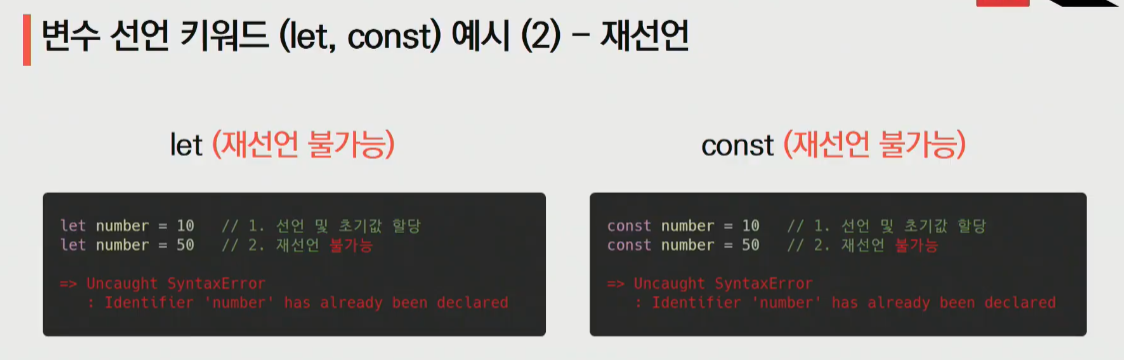 변수 선언 키워드 (let, const) 예시 (2) - 재선언
let (재선언 불가능)
let number = 10   // 1. 선언 및 초기값 할당
let number = 50   // 2. 재선언 불가능
=> Uncaught SyntaxError
   : Identifier 'number' has already been declared
const (재선언 불가능)
const number = 10   // 1. 선언 및 초기값 할당
const number = 50   // 2. 재선언 불가능
=> Uncaught SyntaxError
   : Identifier 'number' has already been declared